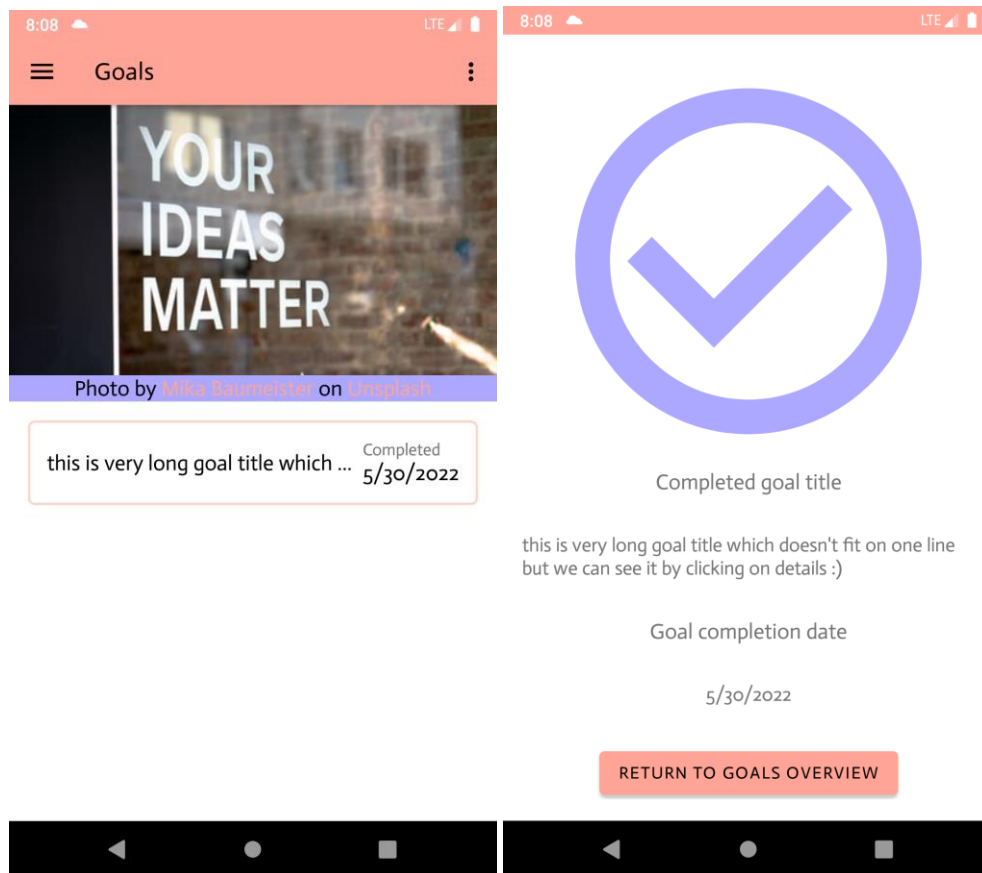 8:08 LTE
Goals
YOUR
IDEAS
MATTER
Photo by Mika Baumeister on Unsplash
this is very long goal title which ... Completed
5/30/2022
8:08 LTE
Completed goal title
this is very long goal title which doesn't fit on one line
but we can see it by clicking on details :)
Goal completion date
5/30/2022
RETURN TO GOALS OVERVIEW